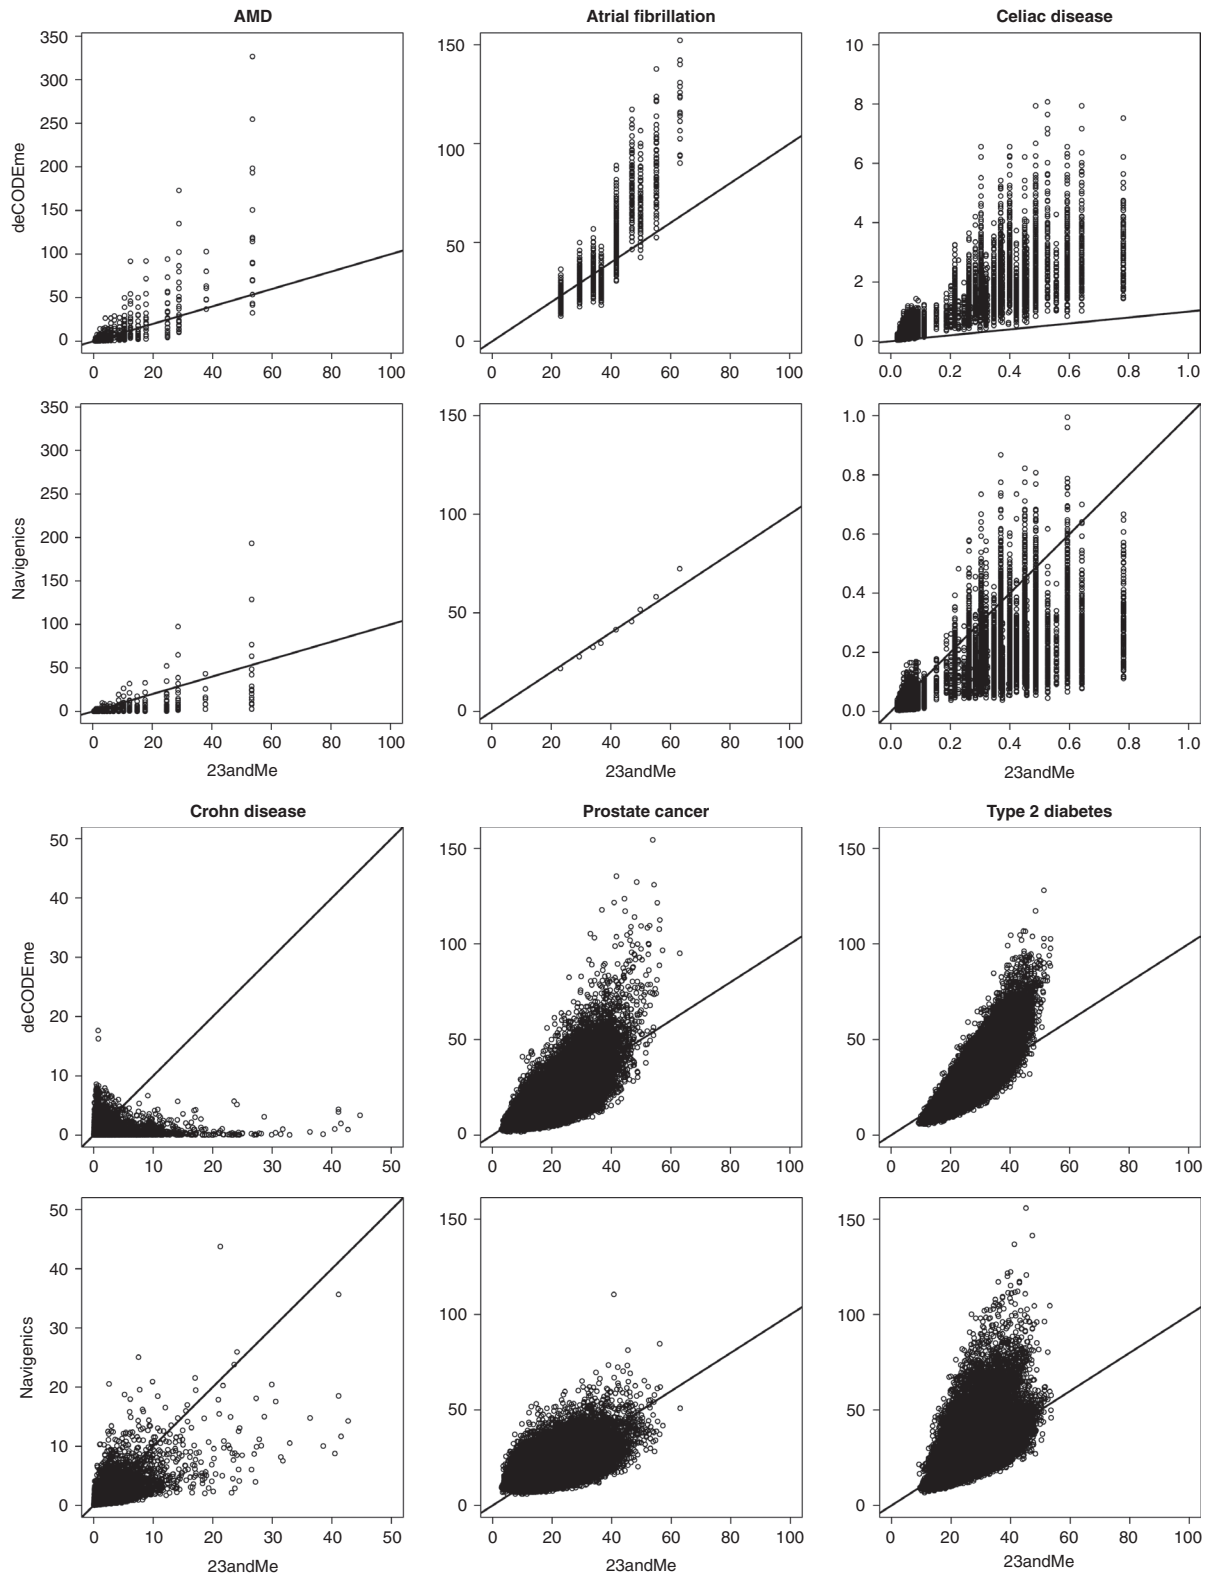 AMD Atrial fibrillation Celiac disease
350 150 10
300 8
250
200 100 6
150 4
100 50
50 2
0 0 0
deCODEme
0 20 40 60 80 100 0 20 40 60 80 100 0.0 0.2 0.4 0.6 0.8 1.0
350 150 1.0
300 0.8
250
200 100 0.6
150 0.4
100 50
50 0.2
0 0 0.0
Navigenics
0 20 40 60 80 100 0 20 40 60 80 100 0.0 0.2 0.4 0.6 0.8 1.0
23andMe 23andMe 23andMe
Crohn disease Prostate cancer Type 2 diabetes
50 150 150
40
30 100 100
20 50 50
10
0 0 0
deCODEme
0 10 20 30 40 50 0 20 40 60 80 100 0 20 40 60 80 100
50 150 150
40
30 100 100
20 50 50
10
0 0 0
Navigenics
0 10 20 30 40 50 0 20 40 60 80 100 0 20 40 60 80 100
23andMe 23andMe 23andMe